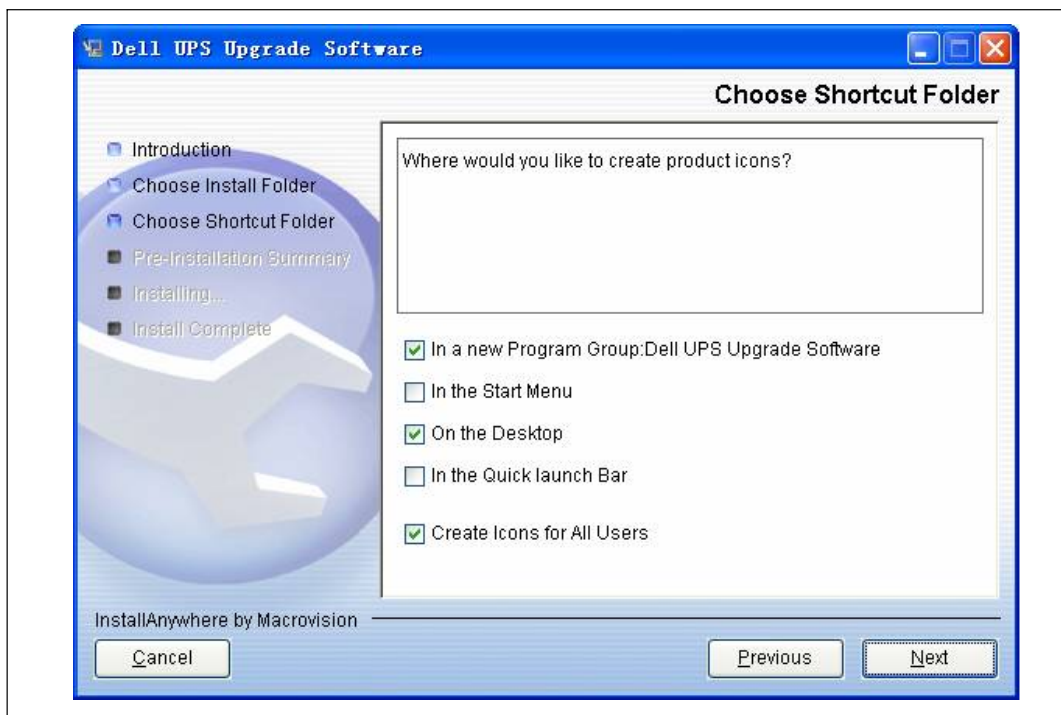 Dell UPS Upgrade Software
Choose Shortcut Folder
Introduction
Choose Install Folder
Choose Shortcut Folder
Pre-Installation Summary
Installing...
Install Complete
Where would you like to create product icons?
In a new Program Group:Dell UPS Upgrade Software
In the Start Menu
On the Desktop
In the Quick launch Bar
Create Icons for All Users
InstallAnywhere by Macrovision
Cancel
Previous
Next